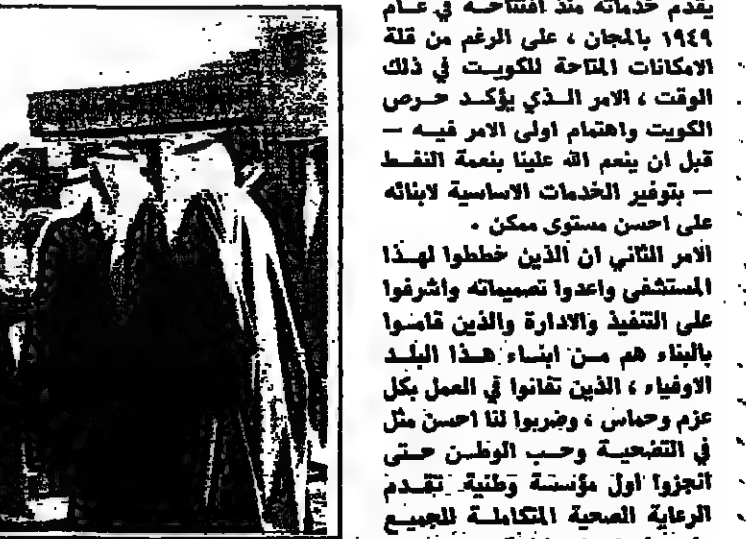 يقدم خدماته منذ افتتاحه في عام
١٩٤٩ بالمجان ، على الرغم من قلة
الامكانات المتاحة للكويت في ذلك
الوقت ، الامر الذي يؤكد حرص
الكويت واهتمام اولى الامر فيه —
قبل ان ينعم الله علينا بنعمة النفط
— بتوفير الخدمات الاساسية لابنائه
على احسن مستوى ممكن .
الامر الثاني ان الذين خططوا لهذا
المستشفى واعدوا تصميماته واشرفوا
على التنفيذ والادارة والذين قاموا
بالبناء هم من ابناء هذا البلد
الاوفياء ، الذين تفانوا في العمل بكل
عزم وحماس ، وضربوا لنا احسن مثل
في التضحية وحب الوطن حتى
انجزوا اول مؤسسة وطنية تقدم
الرعاية الصحية المتكاملة للجميع